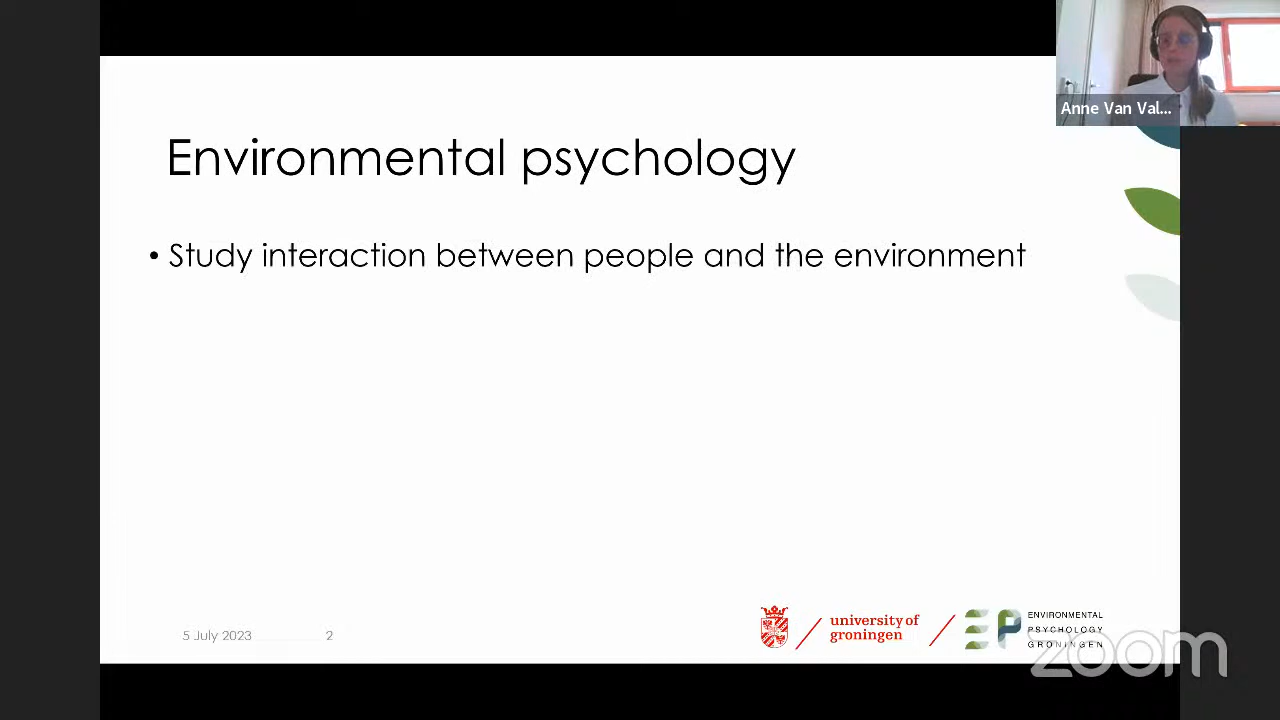 Anne Van Val...
Environmental psychology
• Study interaction between people and the environment
5 July 2023 2
university of
groningen
ENVIRONMENTAL
PSYCHOLOGY
GRONINGEN
EP
zoom